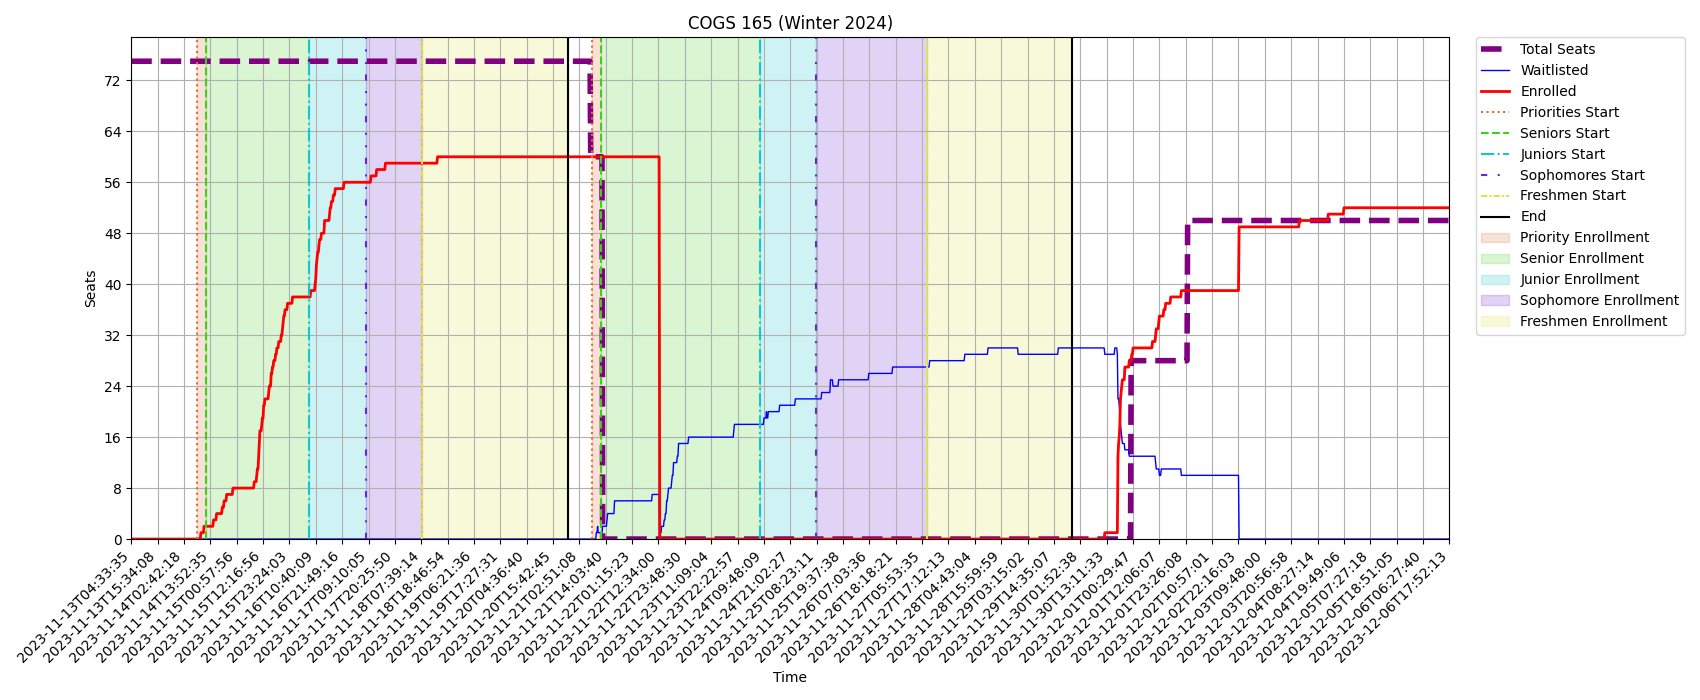 COGS 165 (Winter 2024)
Seats
72
64
56
48
40
32
24
16
8
0
2023-11-13T04:33:35
2023-11-13T15:34:08
2023-11-14T02:42:18
2023-11-14T13:52:35
2023-11-15T00:57:56
2023-11-15T12:16:56
2023-11-15T23:24:03
2023-11-16T10:40:09
2023-11-16T21:49:16
2023-11-17T09:10:05
2023-11-17T20:25:50
2023-11-18T07:39:14
2023-11-18T18:46:54
2023-11-19T06:21:36
2023-11-19T17:27:31
2023-11-20T04:36:40
2023-11-20T15:42:45
2023-11-21T02:51:08
2023-11-21T14:03:40
2023-11-22T01:15:23
2023-11-22T12:34:00
2023-11-22T23:48:30
2023-11-23T11:09:04
2023-11-23T22:22:57
2023-11-24T09:48:09
2023-11-24T21:02:27
2023-11-25T08:23:11
2023-11-25T19:37:38
2023-11-26T07:03:36
2023-11-26T18:18:21
2023-11-27T05:53:35
2023-11-27T17:12:13
2023-11-28T04:43:04
2023-11-28T15:59:59
2023-11-29T03:15:02
2023-11-29T14:35:07
2023-11-30T01:52:38
2023-11-30T13:11:33
2023-12-01T00:29:47
2023-12-01T12:06:07
2023-12-01T23:26:08
2023-12-02T10:57:01
2023-12-02T22:16:03
2023-12-03T09:48:00
2023-12-03T20:56:58
2023-12-04T08:27:14
2023-12-04T19:49:06
2023-12-05T07:27:18
2023-12-05T18:51:05
2023-12-06T06:27:40
2023-12-06T17:52:13
Time
Total Seats
Waitlisted
Enrolled
Priorities Start
Seniors Start
Juniors Start
Sophomores Start
Freshmen Start
End
Priority Enrollment
Senior Enrollment
Junior Enrollment
Sophomore Enrollment
Freshmen Enrollment